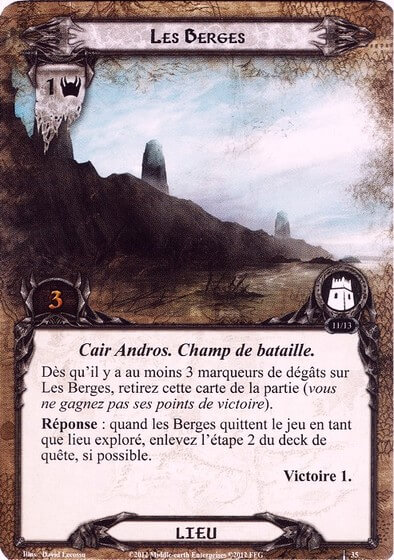 Les Berges
1
3
11/13
Cair Andros. Champ de bataille.
Dès qu'il y a au moins 3 marqueurs de dégâts sur
Les Berges, retirez cette carte de la partie (vous
ne gagnez pas ses points de victoire).
Réponse : quand les Berges quittent le jeu en tant
que lieu exploré, enlevez l'étape 2 du deck de
quête, si possible.
Victoire 1.
LIEU
Illus. David Lecossu ©2012 Middle-earth Enterprises ©2012 FFG 35